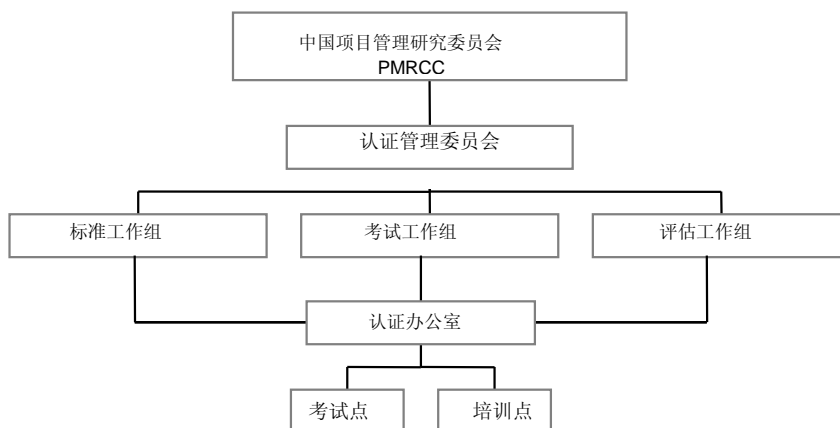 中国项目管理研究委员会
PMRCC
认证管理委员会
标准工作组
考试工作组
评估工作组
认证办公室
考试点
培训点